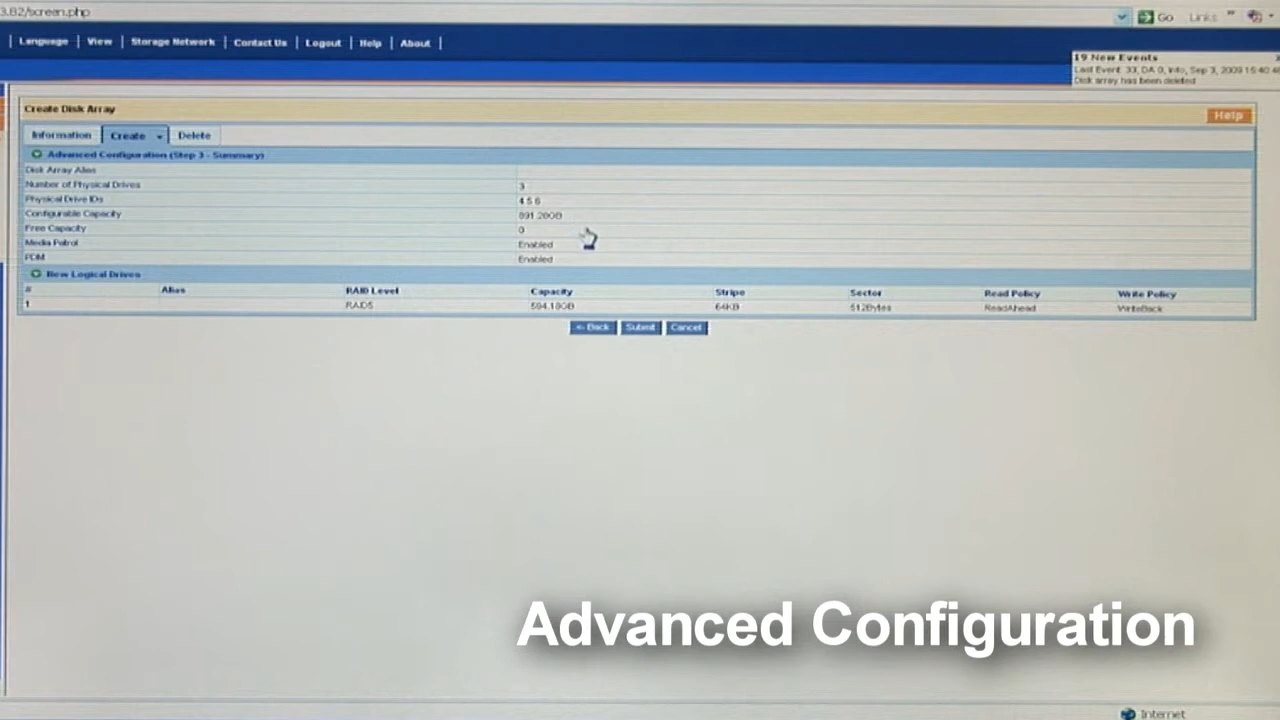 3.82/screen.php
Go Links »
Language | View | Storage Network | Contact Us | Logout | Help | About |
19 New Events x
Last Event: 33, DA 0, Info, Sep 3, 2009 15:40:46
Disk array has been deleted
Create Disk Array
Help
Information Create Delete
Advanced Configuration (Step 3 - Summary)
Disk Array Alias
Number of Physical Drives 3
Physical Drive IDs 4 5 6
Configurable Capacity 891.28GB
Free Capacity 0
Media Patrol Enabled
PDM Enabled
New Logical Drives
# Alias RAID Level Capacity Stripe Sector Read Policy Write Policy
1 RAID5 594.18GB 64KB 512Bytes ReadAhead WriteBack
<- Back Submit Cancel
Advanced Configuration
Internet